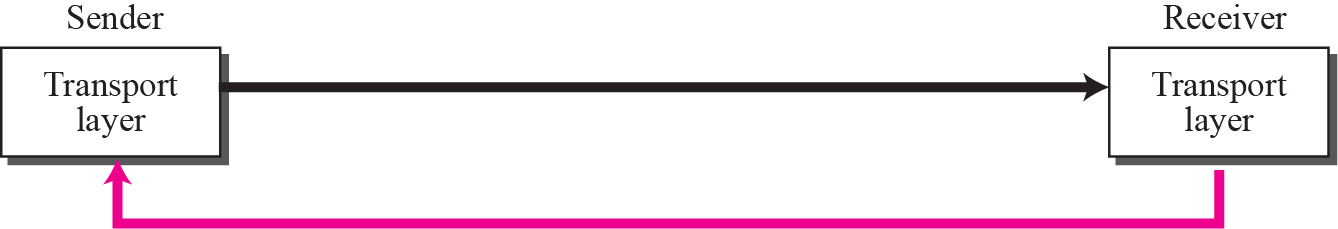 Sender
Receiver
Transport
layer
Transport
layer